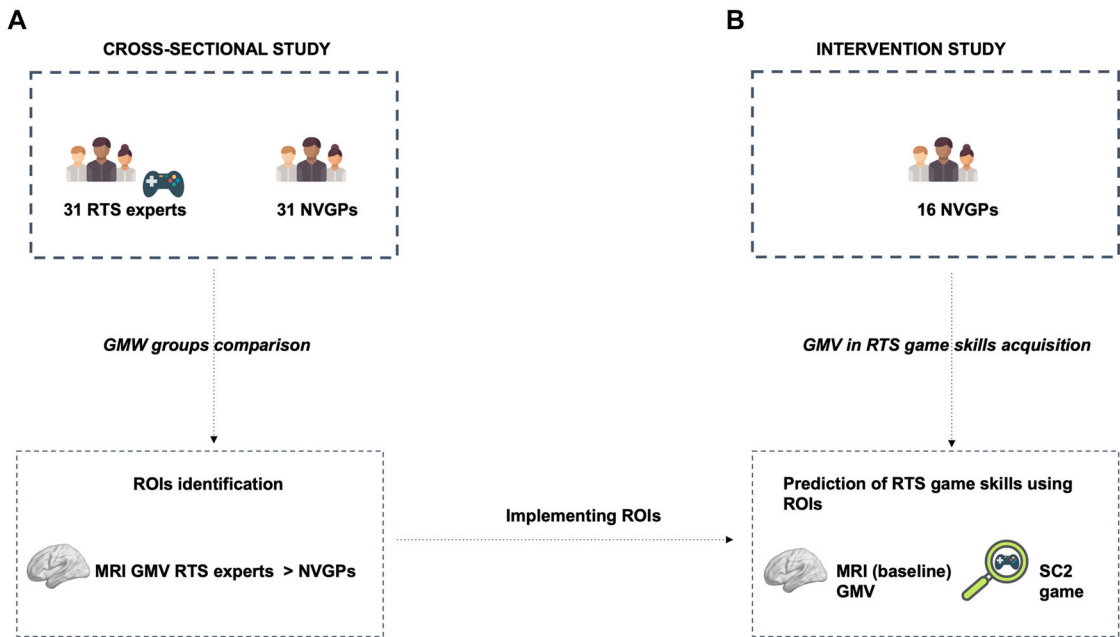 A
CROSS-SECTIONAL STUDY
31 RTS experts
31 NVGPs
GMW groups comparison
ROIs identification
MRI GMV RTS experts > NVGPs
Implementing ROIs
B
INTERVENTION STUDY
16 NVGPs
GMV in RTS game skills acquisition
Prediction of RTS game skills using
ROIs
MRI (baseline)
GMV
SC2
game